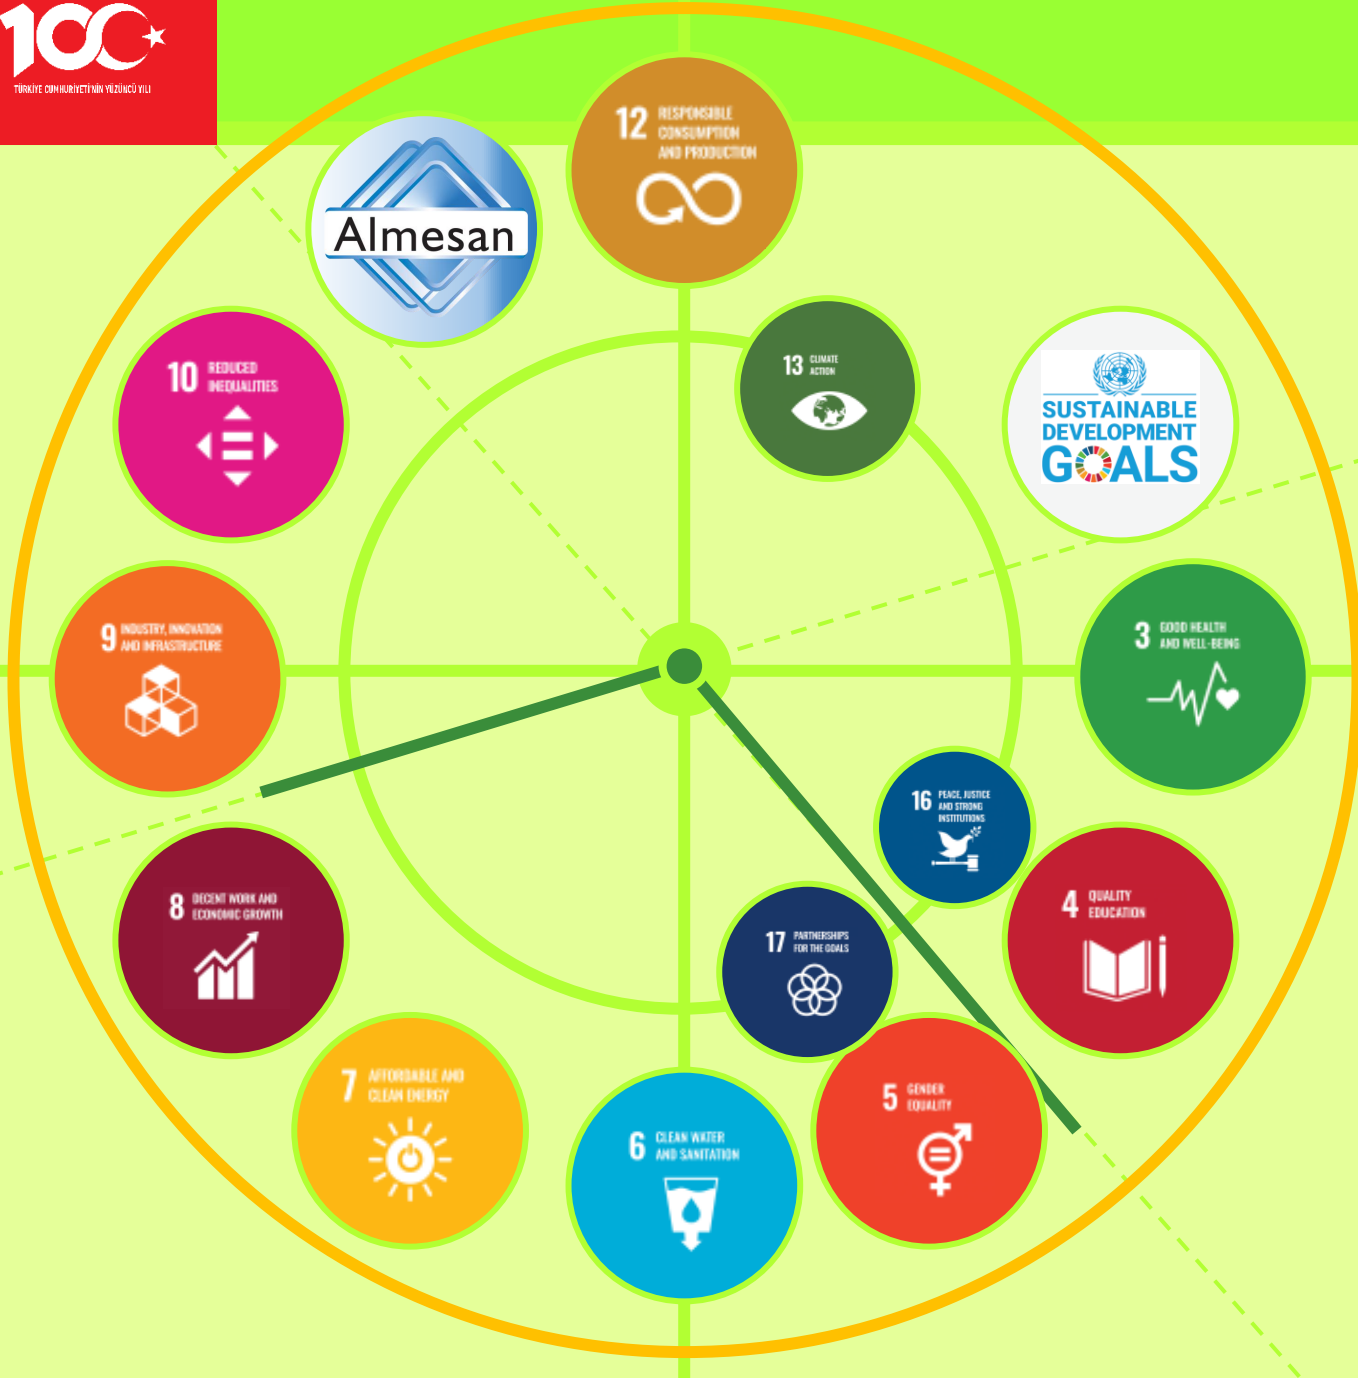 100
TÜRKİYE CUMHURİYETİ'NİN YÜZÜNCÜ YILI
Almesan
12 RESPONSIBLE
CONSUMPTION
AND PRODUCTION
13 CLIMATE
ACTION
SUSTAINABLE
DEVELOPMENT
GOALS
10 REDUCED
INEQUALITIES
9 INDUSTRY, INNOVATION
AND INFRASTRUCTURE
3 GOOD HEALTH
AND WELL-BEING
16 PEACE, JUSTICE
AND STRONG
INSTITUTIONS
8 DECENT WORK AND
ECONOMIC GROWTH
4 QUALITY
EDUCATION
17 PARTNERSHIPS
FOR THE GOALS
7 AFFORDABLE AND
CLEAN ENERGY
6 CLEAN WATER
AND SANITATION
5 GENDER
EQUALITY